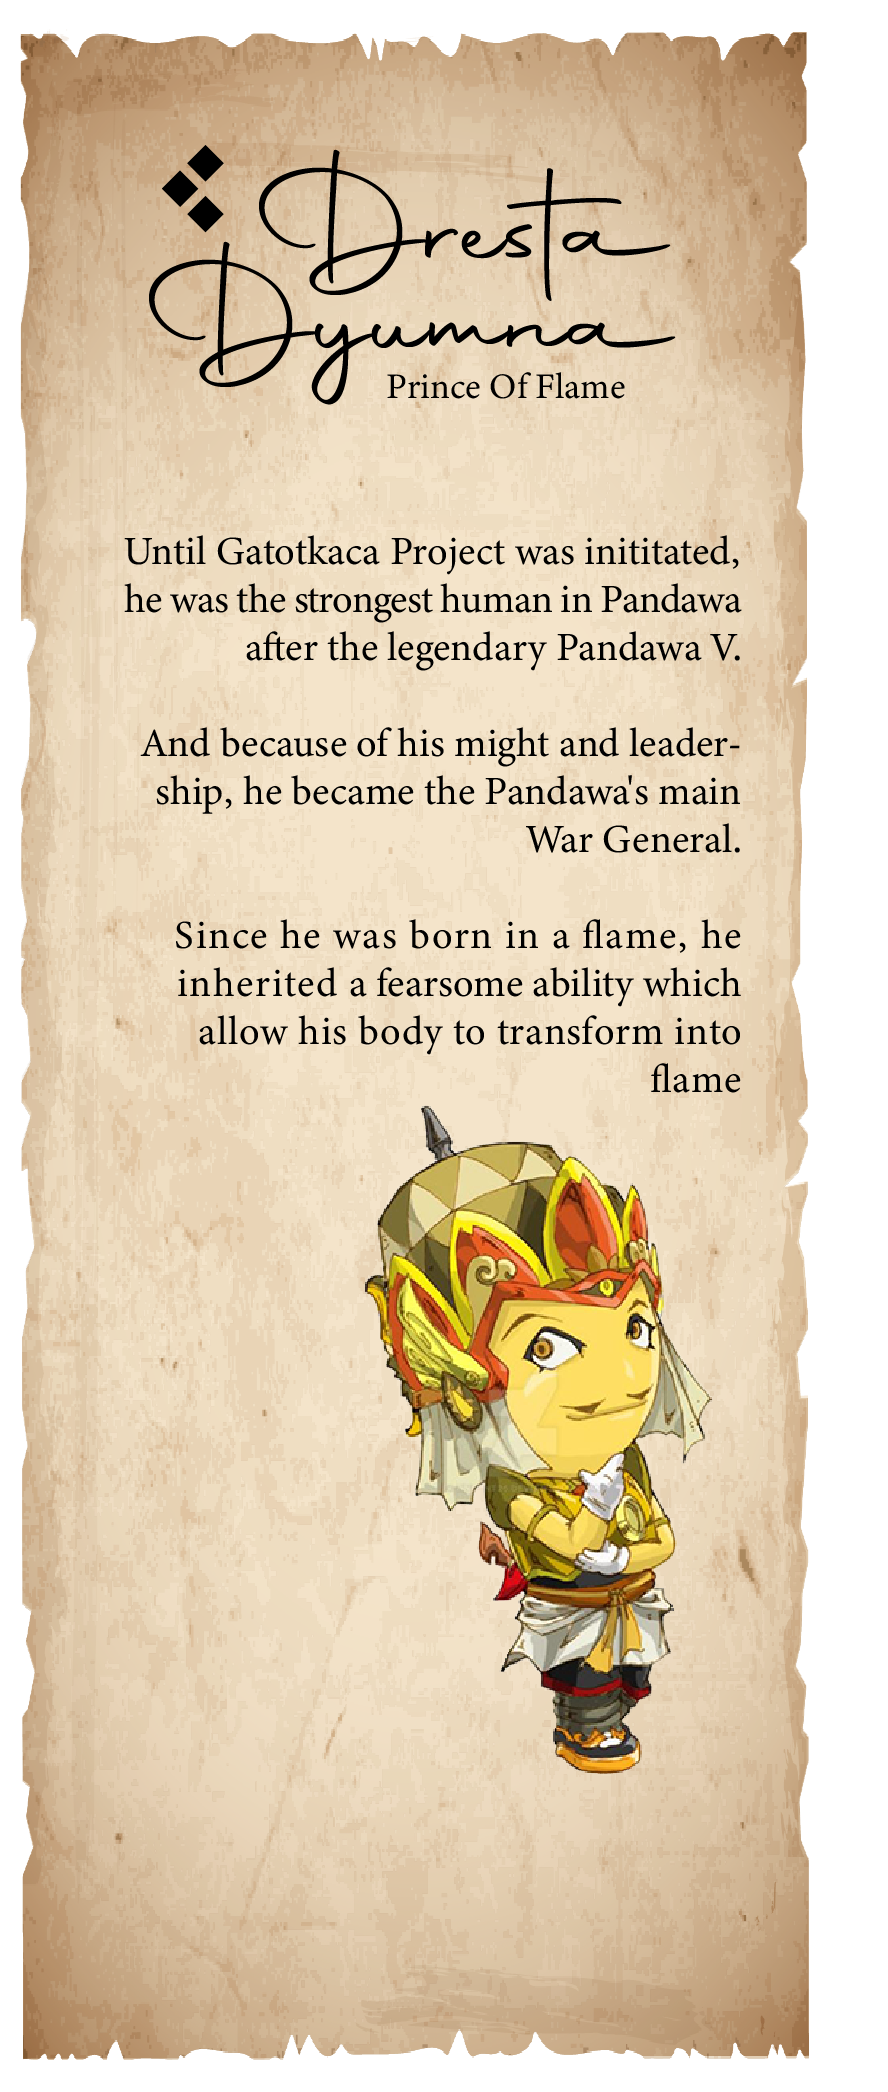 Dresta
Dyumna
Prince Of Flame
Until Gatotkaca Project was inititated,
he was the strongest human in Pandawa
after the legendary Pandawa V.
And because of his might and leader-
ship, he became the Pandawa's main
War General.
Since he was born in a flame, he
inherited a fearsome ability which
allow his body to transform into
flame